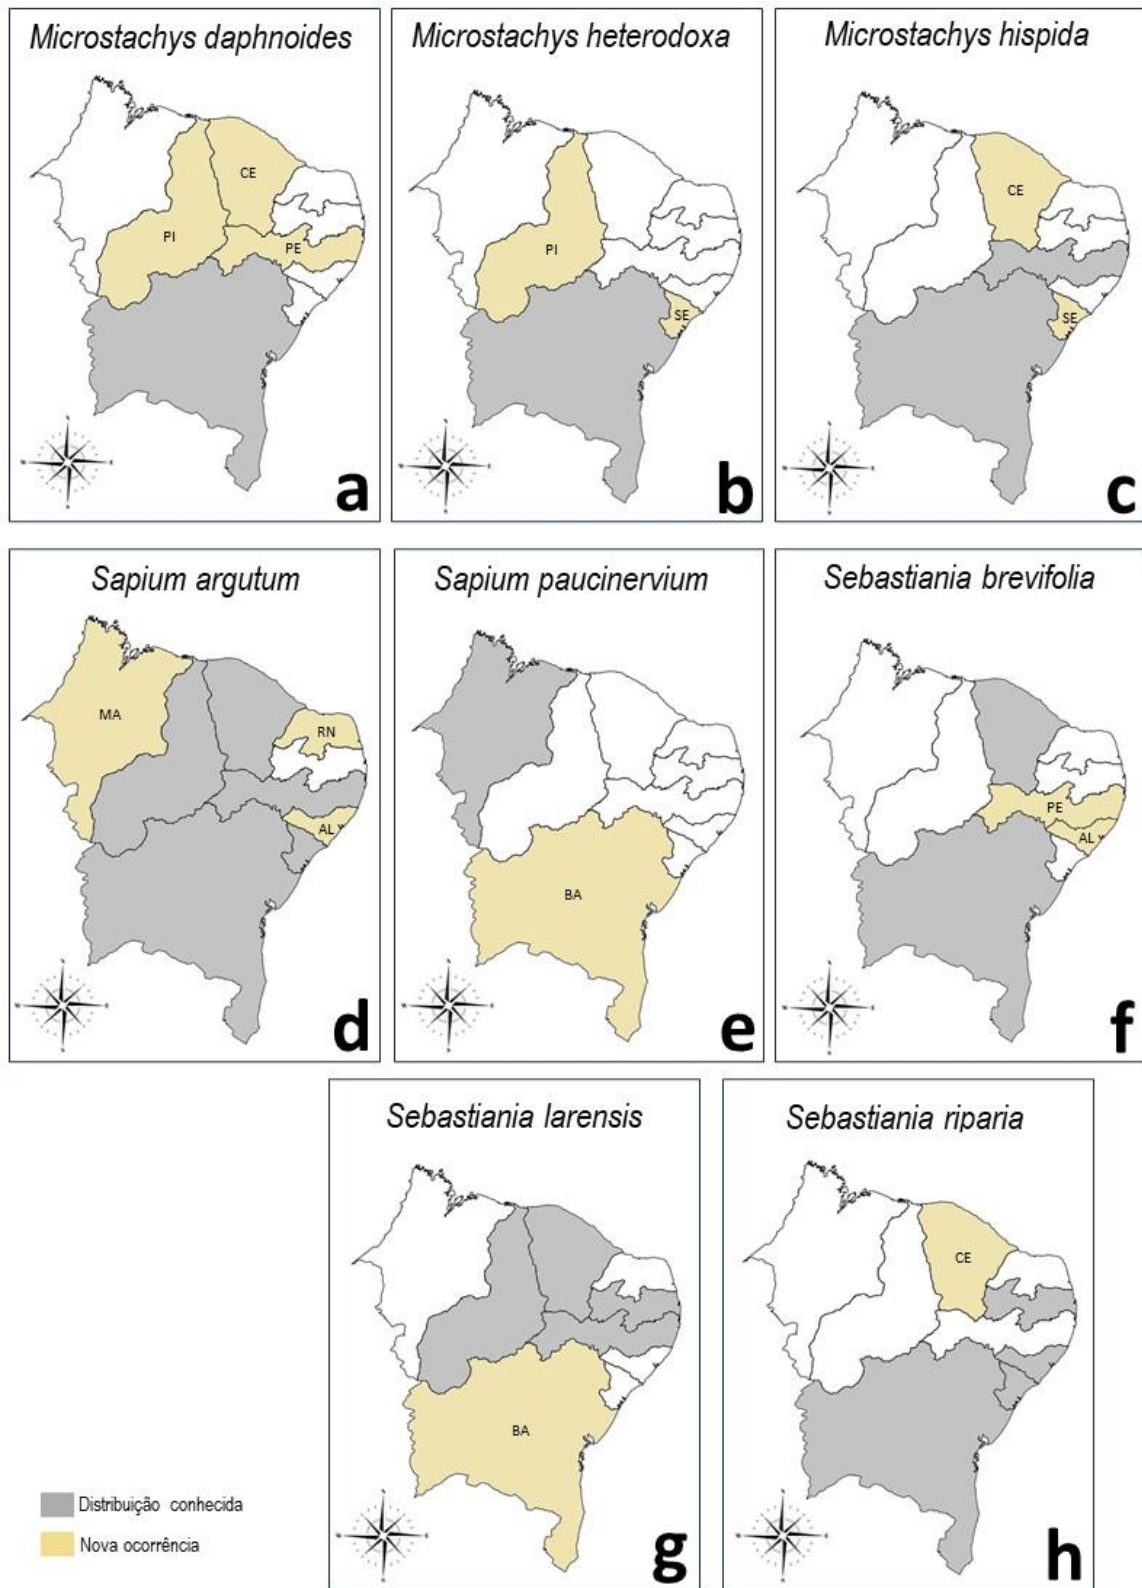 Microstachys daphnoides
CE
PI
PE
a
Microstachys heterodoxa
PI
SE
b
Microstachys hispida
CE
SE
c
Sapium argutum
MA
RN
AL
d
Sapium paucinervium
BA
e
Sebastiania brevifolia
PE
AL
f
Sebastiania larensis
BA
g
Sebastiania riparia
CE
h
Distribuição conhecida
Nova ocorrência